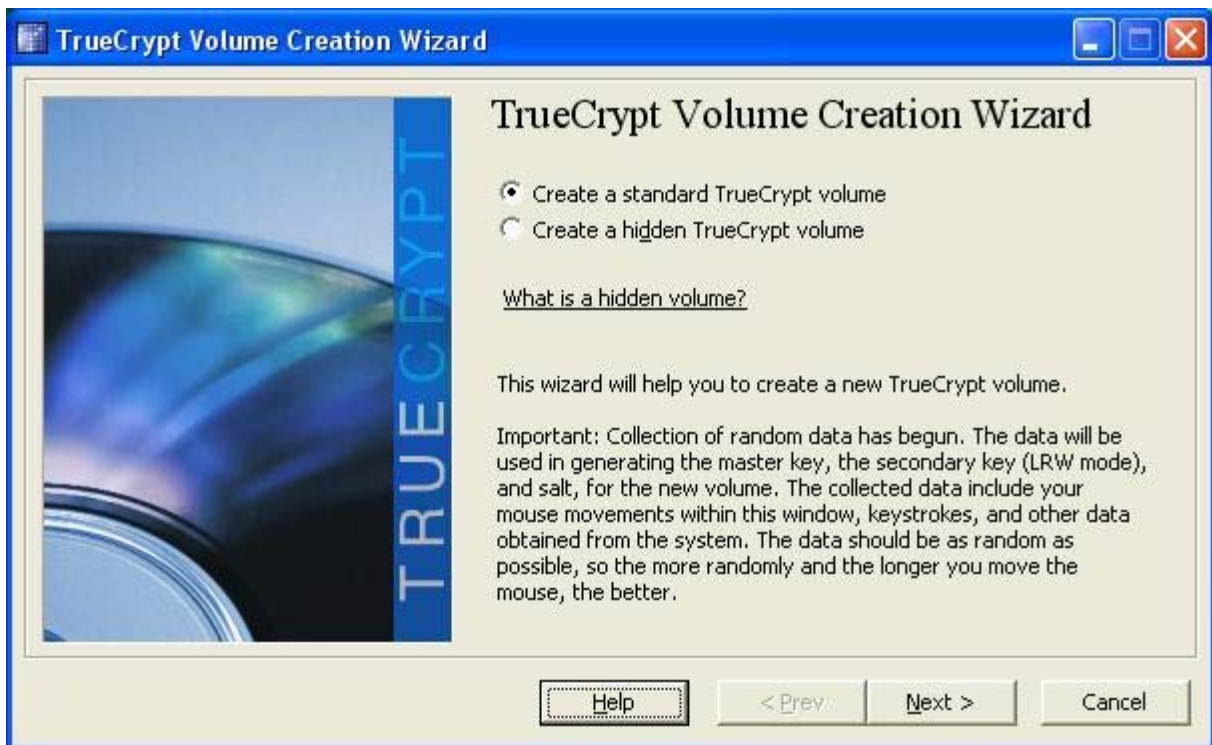 TrueCrypt Volume Creation Wizard
TRUECRYPT
TrueCrypt Volume Creation Wizard
Create a standard TrueCrypt volume
Create a hidden TrueCrypt volume
What is a hidden volume?
This wizard will help you to create a new TrueCrypt volume.
Important: Collection of random data has begun. The data will be
used in generating the master key, the secondary key (LRW mode),
and salt, for the new volume. The collected data include your
mouse movements within this window, keystrokes, and other data
obtained from the system. The data should be as random as
possible, so the more randomly and the longer you move the
mouse, the better.
Help
< Prev
Next >
Cancel